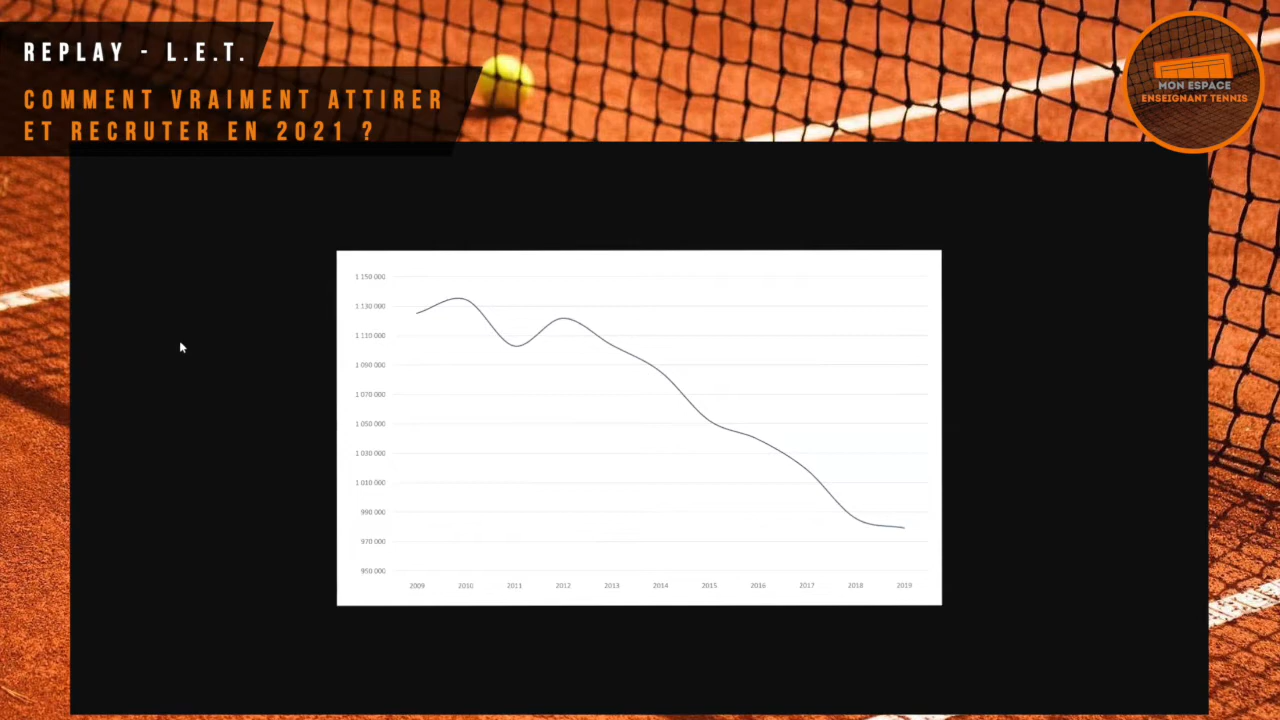 REPLAY - L.E.T.
COMMENT VRAIMENT ATTIRER
ET RECRUTER EN 2021 ?
MON ESPACE
ENSEIGNANT TENNIS
1 150 000
1 130 000
1 110 000
1 090 000
1 070 000
1 050 000
1 030 000
1 010 000
990 000
970 000
950 000
2009 2010 2011 2012 2013 2014 2015 2016 2017 2018 2019